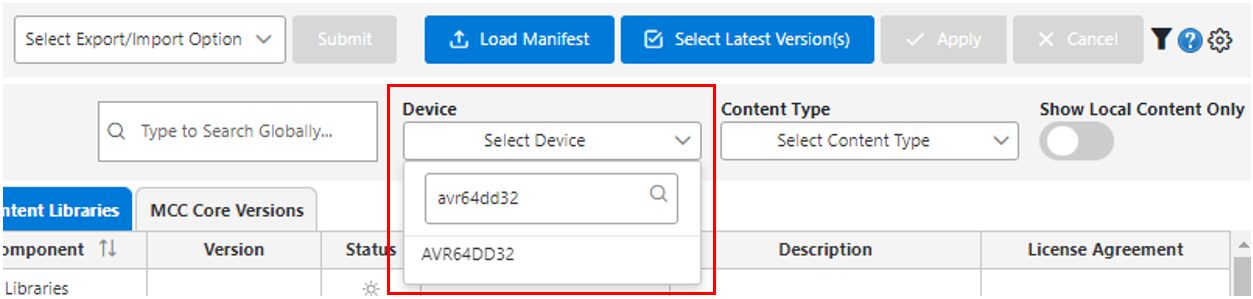 Select Export/Import Option
Submit
Load Manifest
Select Latest Version(s)
Apply
Cancel
?
Type to Search Globally...
Device
Select Device
Content Type
Select Content Type
Show Local Content Only
avr64dd32
AVR64DD32
ntent Libraries
MCC Core Versions
omponent
Version
Status
Description
License Agreement
Libraries